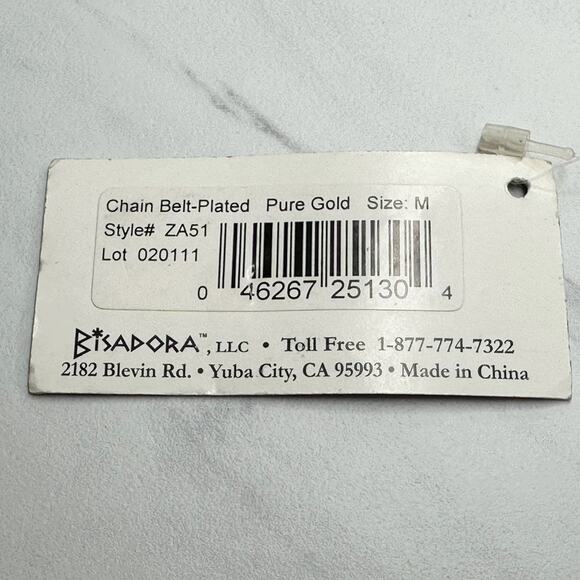 Chain Belt-Plated Pure Gold Size: M
Style# ZA51
Lot 020111
0 46267 25130 4
BISADORA™, LLC • Toll Free 1-877-774-7322
2182 Blevin Rd. • Yuba City, CA 95993 • Made in China